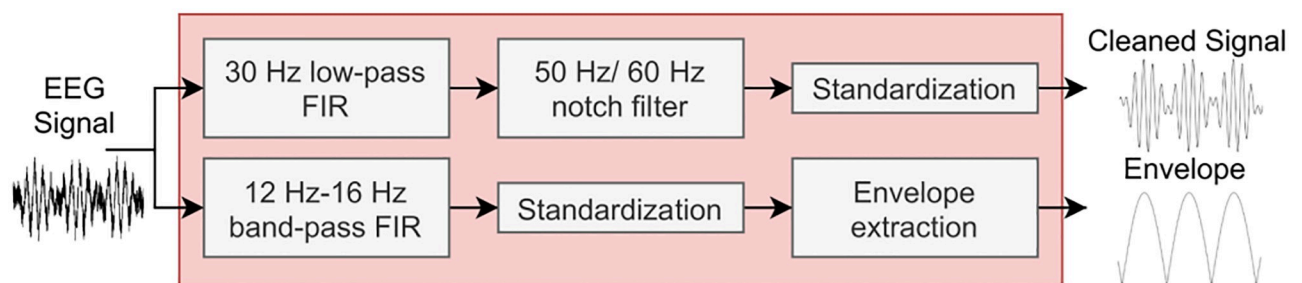 EEG
Signal
30 Hz low-pass
FIR
50 Hz/ 60 Hz
notch filter
Standardization
Cleaned Signal
12 Hz-16 Hz
band-pass FIR
Standardization
Envelope
extraction
Envelope